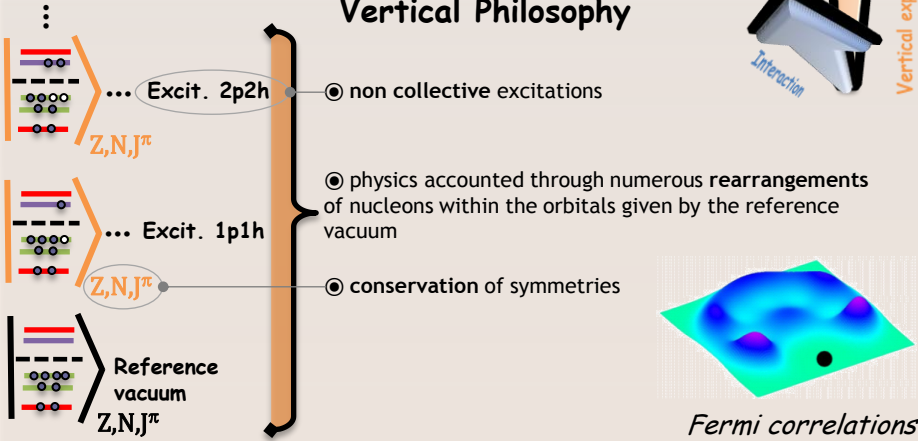 Vertical Philosophy
Interaction
Vertical exp
... Excit. 2p2h
Z,N,Jπ
◉ non collective excitations
◉ physics accounted through numerous rearrangements
of nucleons within the orbitals given by the reference
vacuum
... Excit. 1p1h
Z,N,Jπ
◉ conservation of symmetries
Reference
vacuum
Z,N,Jπ
Fermi correlations